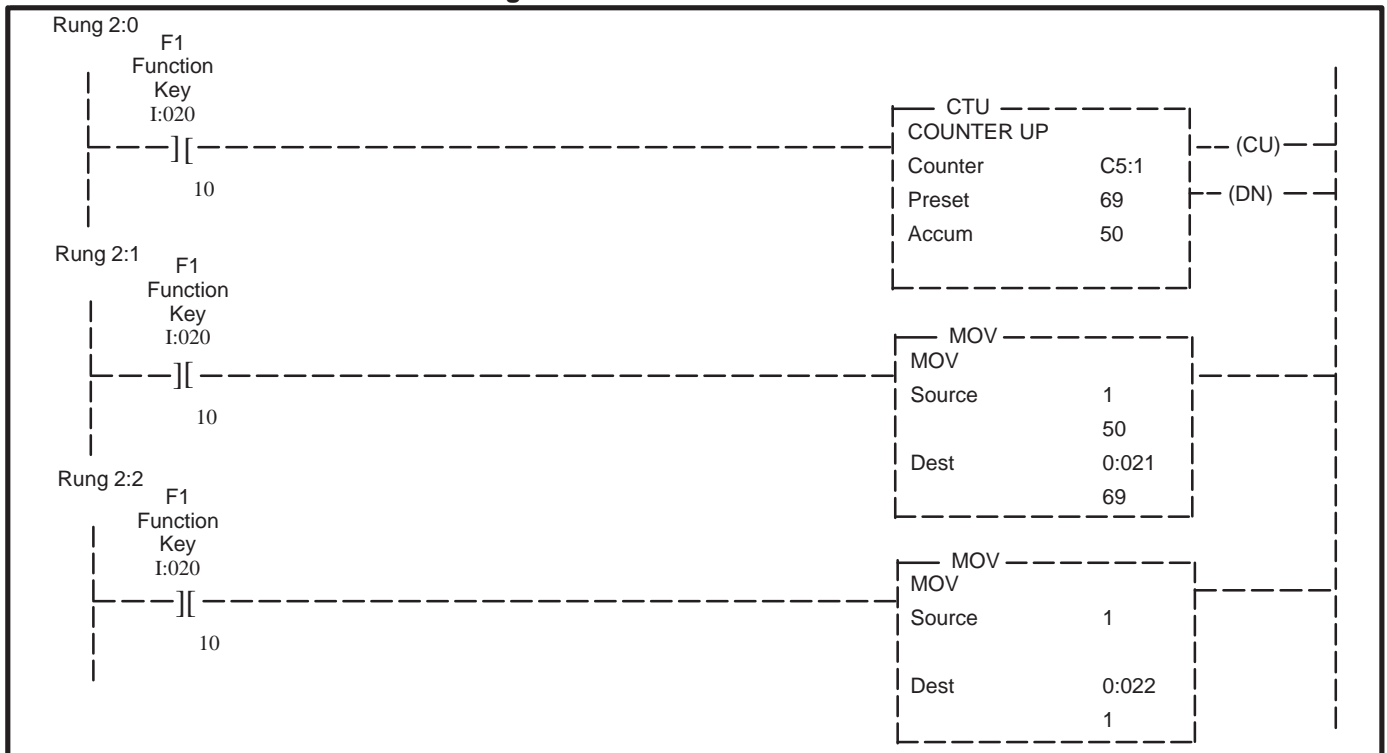 Rung 2:0
F1
Function
Key
I:020
][
10
CTU
COUNTER UP
Counter C5:1
Preset 69
Accum 50
(CU)
(DN)
Rung 2:1
F1
Function
Key
I:020
][
10
MOV
MOV
Source 1
50
Dest 0:021
69
Rung 2:2
F1
Function
Key
I:020
][
10
MOV
MOV
Source 1
Dest 0:022
1